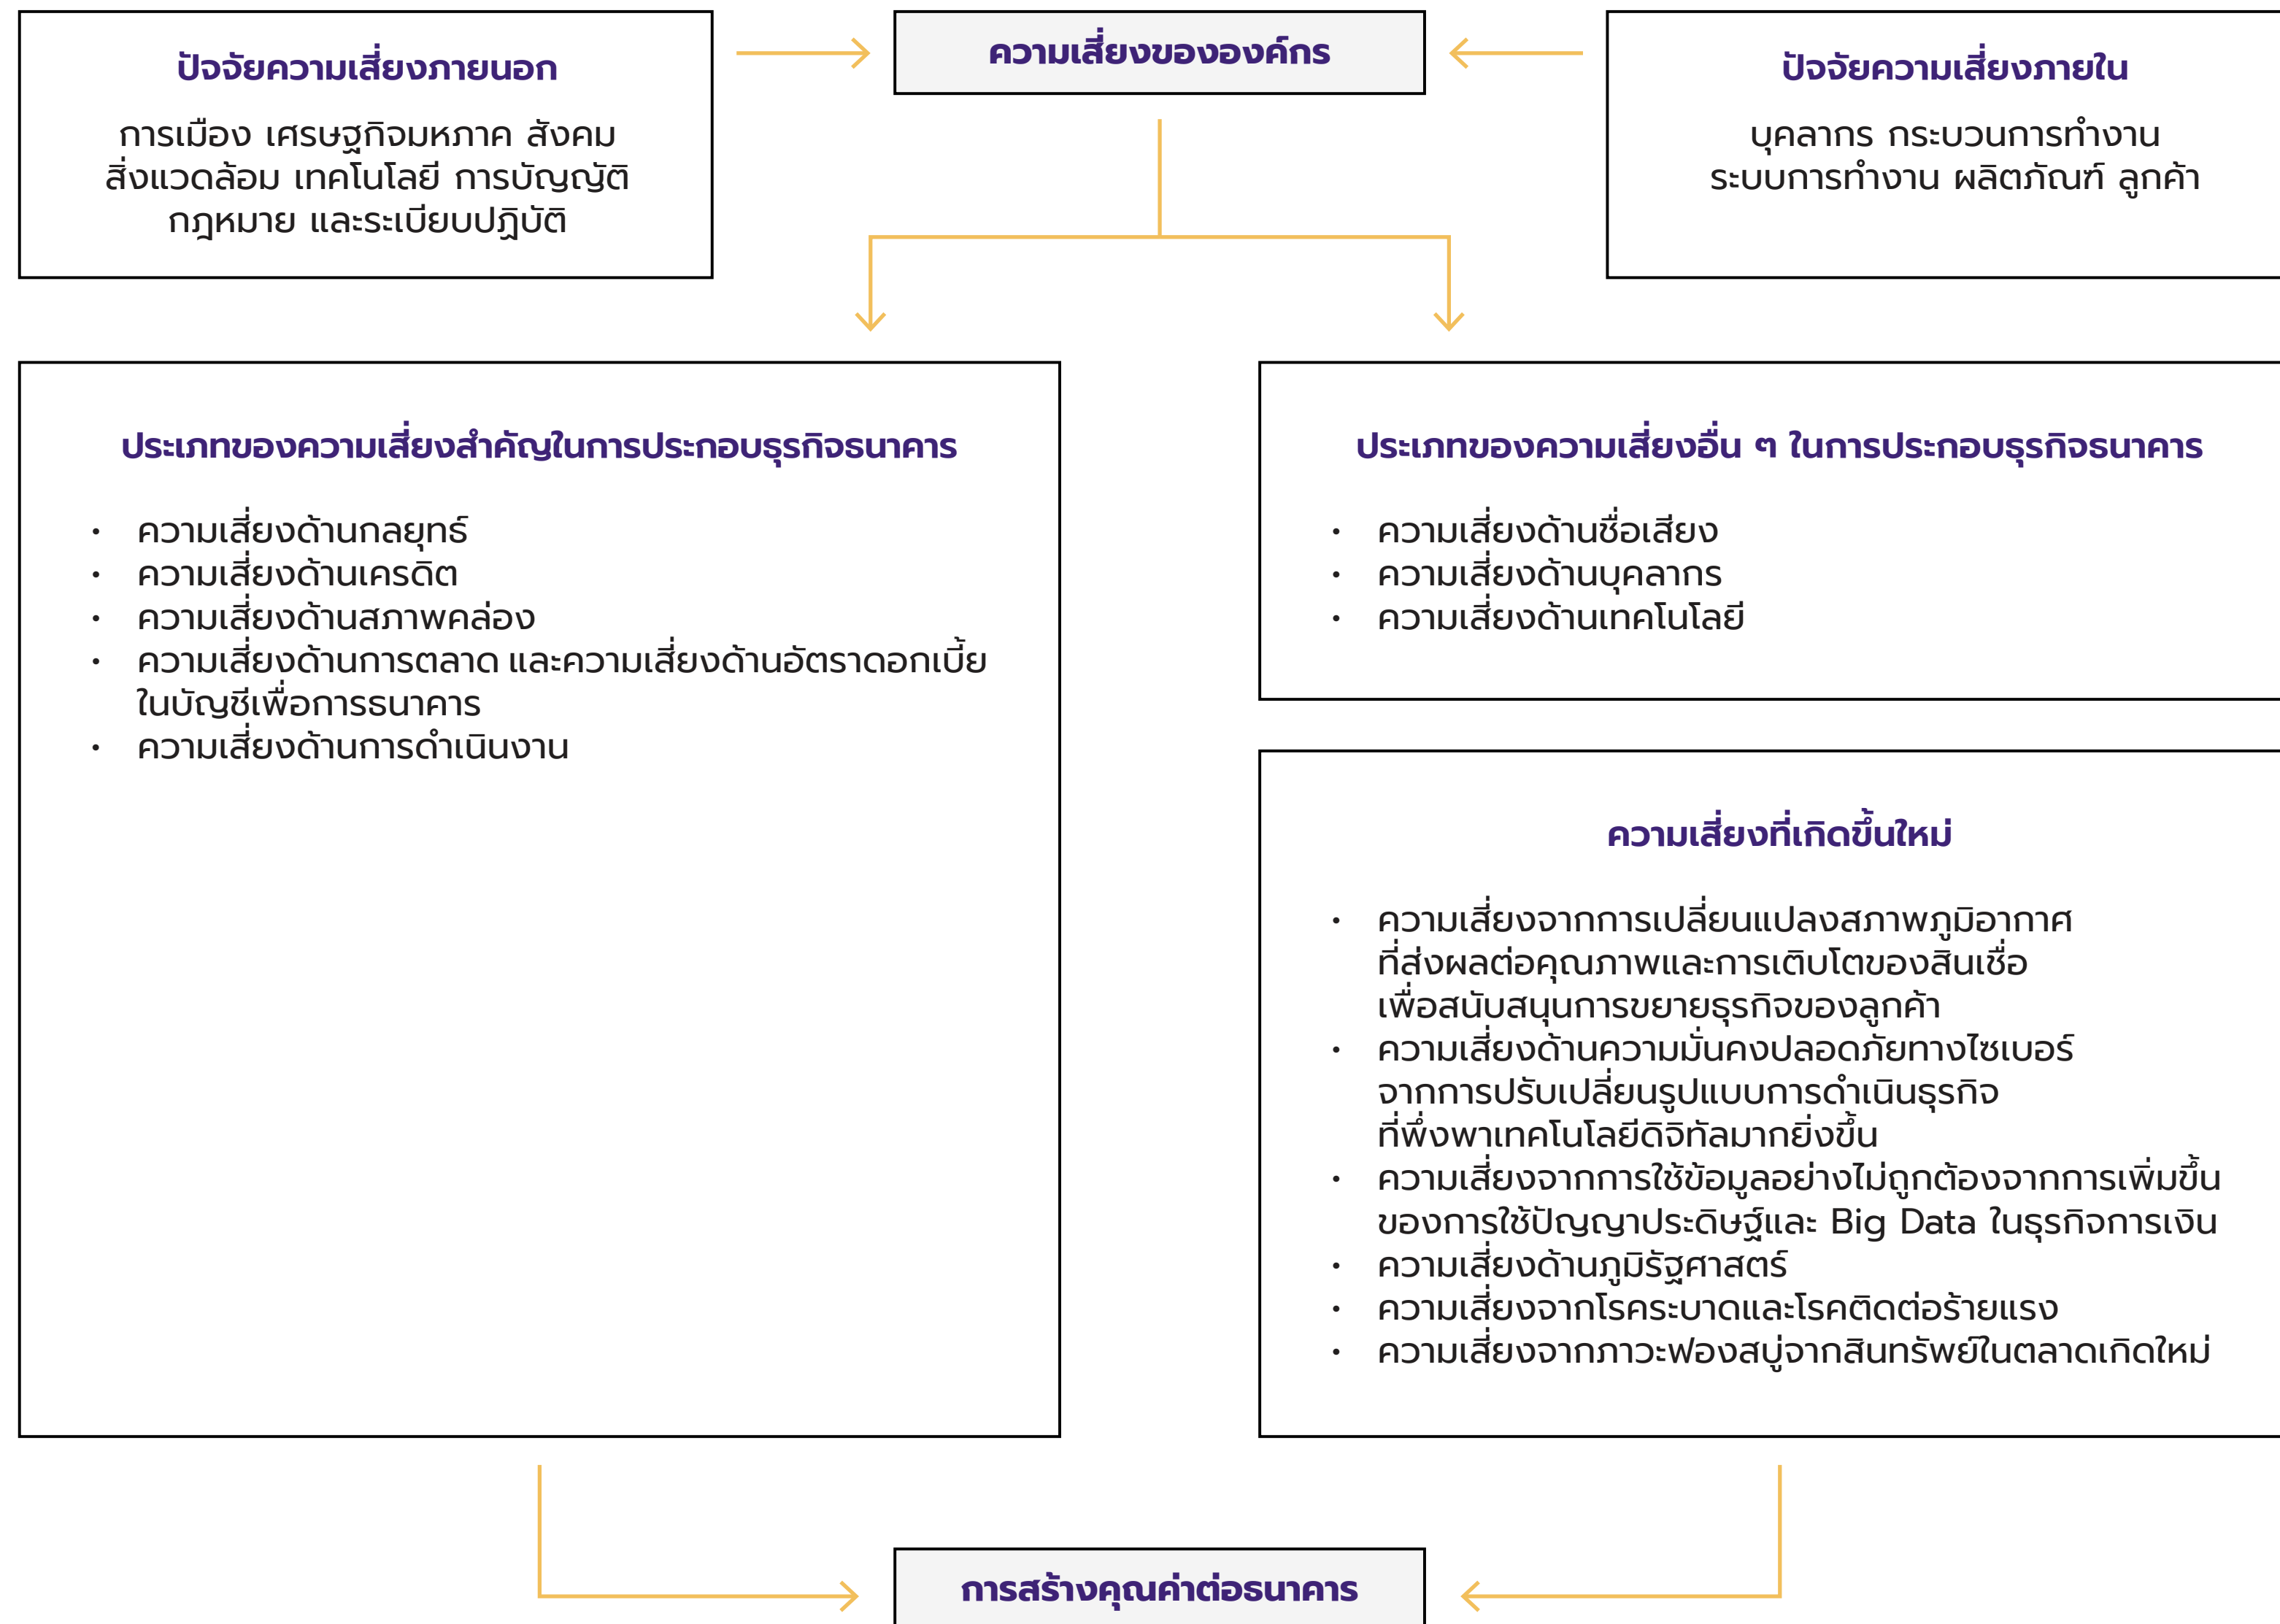 ปัจจัยความเสี่ยงภายนอก
การเมือง เศรษฐกิจมหภาค สังคม
สิ่งแวดล้อม เทคโนโลยี การบัญญัติ
กฎหมาย และระเบียบปฏิบัติ
ความเสี่ยงขององค์กร
ปัจจัยความเสี่ยงภายใน
บุคลากร กระบวนการทำงาน
ระบบการทำงาน ผลิตภัณฑ์ ลูกค้า
ประเภทของความเสี่ยงสำคัญในการประกอบธุรกิจธนาคาร
• ความเสี่ยงด้านกลยุทธ์
• ความเสี่ยงด้านเครดิต
• ความเสี่ยงด้านสภาพคล่อง
• ความเสี่ยงด้านการตลาด และความเสี่ยงด้านอัตราดอกเบี้ย
ในบัญชีเพื่อการธนาคาร
• ความเสี่ยงด้านการดำเนินงาน
ประเภทของความเสี่ยงอื่น ๆ ในการประกอบธุรกิจธนาคาร
• ความเสี่ยงด้านชื่อเสียง
• ความเสี่ยงด้านบุคลากร
• ความเสี่ยงด้านเทคโนโลยี
ความเสี่ยงที่เกิดขึ้นใหม่
• ความเสี่ยงจากการเปลี่ยนแปลงสภาพภูมิอากาศ
ที่ส่งผลต่อคุณภาพและการเติบโตของสินเชื่อ
เพื่อสนับสนุนการขยายธุรกิจของลูกค้า
• ความเสี่ยงด้านความมั่นคงปลอดภัยทางไซเบอร์
จากการปรับเปลี่ยนรูปแบบการดำเนินธุรกิจ
ที่พึ่งพาเทคโนโลยีดิจิทัลมากยิ่งขึ้น
• ความเสี่ยงจากการใช้ข้อมูลอย่างไม่ถูกต้องจากการเพิ่มขึ้น
ของการใช้ปัญญาประดิษฐ์และ Big Data ในธุรกิจการเงิน
• ความเสี่ยงด้านภูมิรัฐศาสตร์
• ความเสี่ยงจากโรคระบาดและโรคติดต่อร้ายแรง
• ความเสี่ยงจากภาวะฟองสบู่จากสินทรัพย์ในตลาดเกิดใหม่
การสร้างคุณค่าต่อธนาคาร